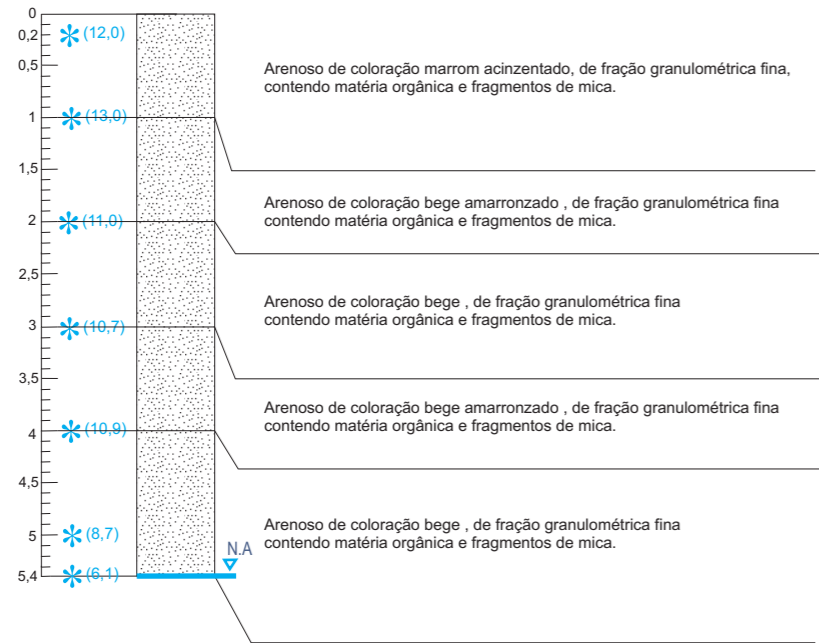 0
0,2
(12,0)
0,5
Arenoso de coloração marrom acinzentado, de fração granulométrica fina,
contendo matéria orgânica e fragmentos de mica.
1
(13,0)
1,5
Arenoso de coloração bege amarronzado , de fração granulométrica fina
contendo matéria orgânica e fragmentos de mica.
2
(11,0)
2,5
Arenoso de coloração bege , de fração granulométrica fina
contendo matéria orgânica e fragmentos de mica.
3
(10,7)
3,5
Arenoso de coloração bege amarronzado , de fração granulométrica fina
contendo matéria orgânica e fragmentos de mica.
4
(10,9)
4,5
Arenoso de coloração bege , de fração granulométrica fina
contendo matéria orgânica e fragmentos de mica.
5
(8,7)
N.A
5,4
(6,1)